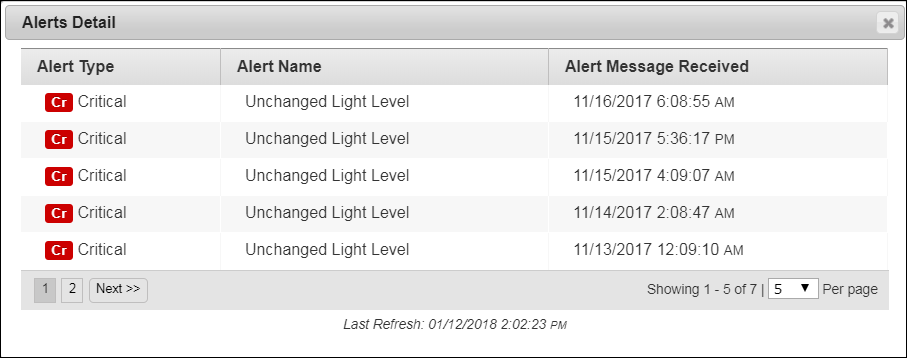 Alerts Detail
Alert Type Alert Name Alert Message Received
Cr Critical Unchanged Light Level 11/16/2017 6:08:55 AM
Cr Critical Unchanged Light Level 11/15/2017 5:36:17 PM
Cr Critical Unchanged Light Level 11/15/2017 4:09:07 AM
Cr Critical Unchanged Light Level 11/14/2017 2:08:47 AM
Cr Critical Unchanged Light Level 11/13/2017 12:09:10 AM
1 2 Next >> Showing 1 - 5 of 7 | 5 Per page
Last Refresh: 01/12/2018 2:02:23 PM